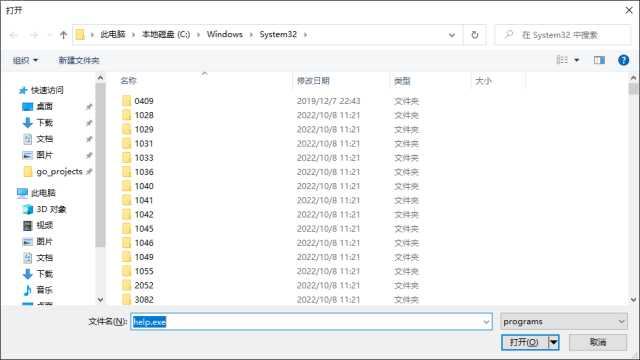 打开
此电脑 › 本地磁盘 (C:) › Windows › System32 ›
在 System32 中搜索
组织 新建文件夹
名称 修改日期 类型 大小
快速访问
桌面
下载
文档
图片
go_projects
此电脑
3D 对象
视频
图片
文档
下载
音乐
桌面
0409 2019/12/7 22:43 文件夹
1028 2022/10/8 11:21 文件夹
1029 2022/10/8 11:21 文件夹
1031 2022/10/8 11:21 文件夹
1033 2022/10/8 11:21 文件夹
1036 2022/10/8 11:21 文件夹
1040 2022/10/8 11:21 文件夹
1041 2022/10/8 11:21 文件夹
1042 2022/10/8 11:21 文件夹
1045 2022/10/8 11:21 文件夹
1046 2022/10/8 11:21 文件夹
1049 2022/10/8 11:21 文件夹
1055 2022/10/8 11:21 文件夹
2052 2022/10/8 11:21 文件夹
3082 2022/10/8 11:21 文件夹
文件名(N): help.exe programs
打开(O) 取消